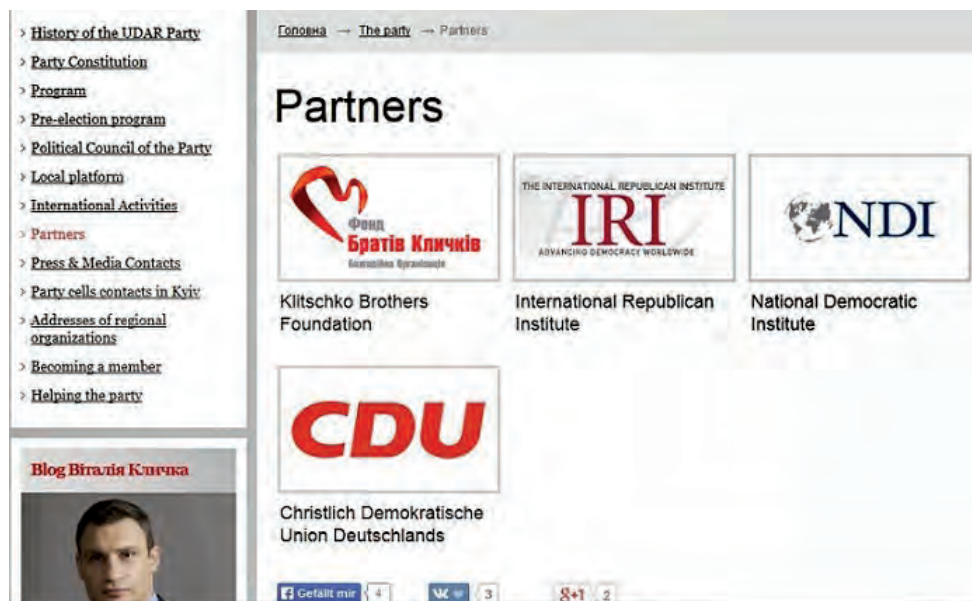 > History of the UDAR Party
> Party Constitution
> Program
> Pre-election program
> Political Council of the Party
> Local platform
> International Activities
> Partners
> Press & Media Contacts
> Party cells contacts in Kyiv
> Addresses of regional
organizations
> Becoming a member
> Helping the party
Blog Віталія Кличка
Головна → The party → Partners
Partners
Фонд
Братів Кличків
Благодійна Організація
Klitschko Brothers
Foundation
THE INTERNATIONAL REPUBLICAN INSTITUTE
IRI
ADVANCING DEMOCRACY WORLDWIDE
International Republican
Institute
NDI
National Democratic
Institute
CDU
Christlich Demokratische
Union Deutschlands
Gefällt mir 4
3
g+1 2